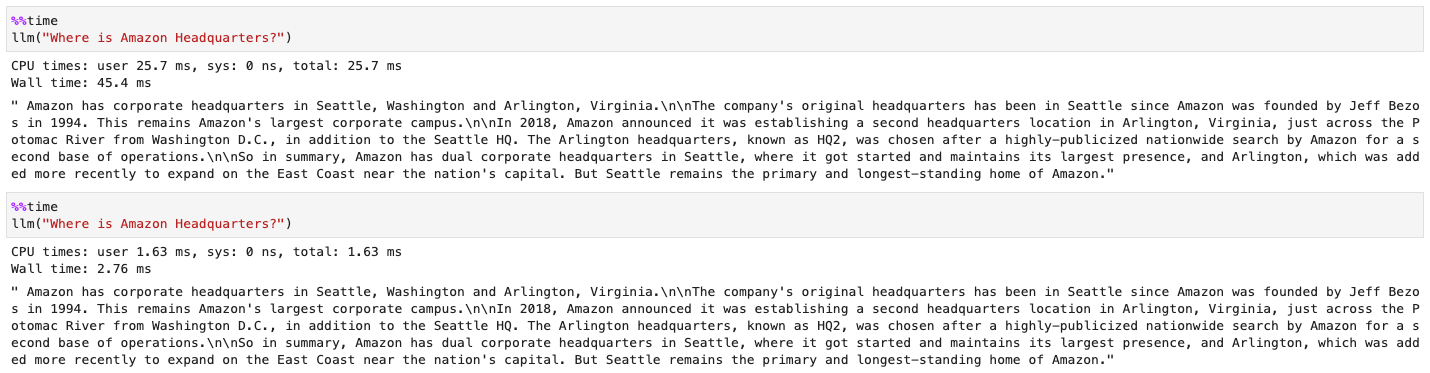 %%time
llm("Where is Amazon Headquarters?")
CPU times: user 25.7 ms, sys: 0 ns, total: 25.7 ms
Wall time: 45.4 ms
" Amazon has corporate headquarters in Seattle, Washington and Arlington, Virginia.\n\nThe company's original headquarters has been in Seattle since Amazon was founded by Jeff Bezo
s in 1994. This remains Amazon's largest corporate campus.\n\nIn 2018, Amazon announced it was establishing a second headquarters location in Arlington, Virginia, just across the P
otomac River from Washington D.C., in addition to the Seattle HQ. The Arlington headquarters, known as HQ2, was chosen after a highly-publicized nationwide search by Amazon for a s
econd base of operations.\n\nSo in summary, Amazon has dual corporate headquarters in Seattle, where it got started and maintains its largest presence, and Arlington, which was add
ed more recently to expand on the East Coast near the nation's capital. But Seattle remains the primary and longest-standing home of Amazon."
%%time
llm("Where is Amazon Headquarters?")
CPU times: user 1.63 ms, sys: 0 ns, total: 1.63 ms
Wall time: 2.76 ms
" Amazon has corporate headquarters in Seattle, Washington and Arlington, Virginia.\n\nThe company's original headquarters has been in Seattle since Amazon was founded by Jeff Bezo
s in 1994. This remains Amazon's largest corporate campus.\n\nIn 2018, Amazon announced it was establishing a second headquarters location in Arlington, Virginia, just across the P
otomac River from Washington D.C., in addition to the Seattle HQ. The Arlington headquarters, known as HQ2, was chosen after a highly-publicized nationwide search by Amazon for a s
econd base of operations.\n\nSo in summary, Amazon has dual corporate headquarters in Seattle, where it got started and maintains its largest presence, and Arlington, which was add
ed more recently to expand on the East Coast near the nation's capital. But Seattle remains the primary and longest-standing home of Amazon."